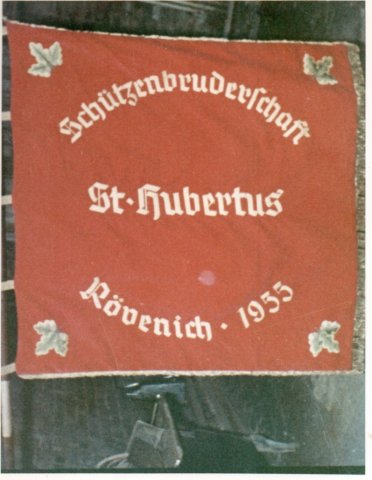 Schützenbruderschaft
St. Hubertus
Rövenich · 1955